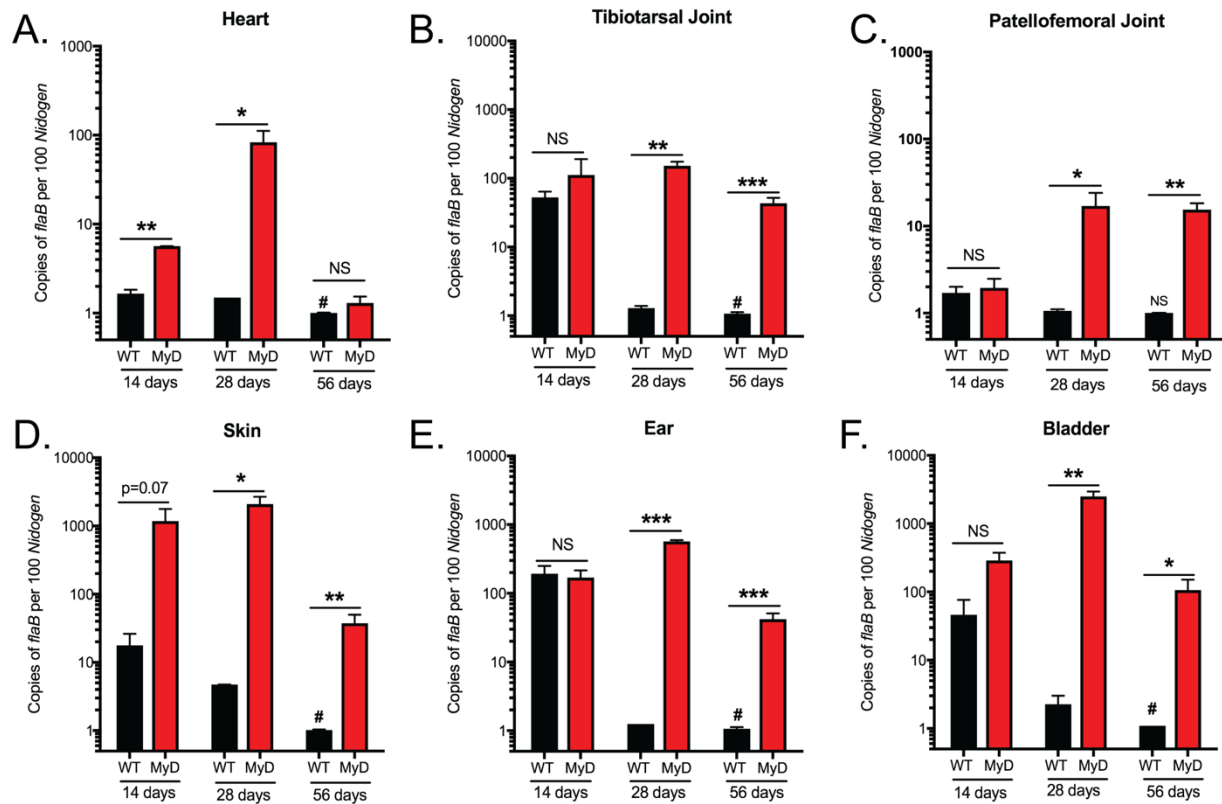 A.
Heart
Copies of flaB per 100 Nidogen
1000
100
10
1
**
*
NS
#
WT MyD WT MyD WT MyD
14 days 28 days 56 days
B.
Tibiotarsal Joint
Copies of flaB per 100 Nidogen
10000
1000
100
10
1
NS
**
***
#
WT MyD WT MyD WT MyD
14 days 28 days 56 days
C.
Patellofemoral Joint
Copies of flaB per 100 Nidogen
1000
100
10
1
NS
*
**
NS
WT MyD WT MyD WT MyD
14 days 28 days 56 days
D.
Skin
Copies of flaB per 100 Nidogen
10000
1000
100
10
1
p=0.07
*
**
#
WT MyD WT MyD WT MyD
14 days 28 days 56 days
E.
Ear
Copies of flaB per 100 Nidogen
10000
1000
100
10
1
NS
***
***
#
WT MyD WT MyD WT MyD
14 days 28 days 56 days
F.
Bladder
Copies of flaB per 100 Nidogen
10000
1000
100
10
1
NS
**
*
#
WT MyD WT MyD WT MyD
14 days 28 days 56 days